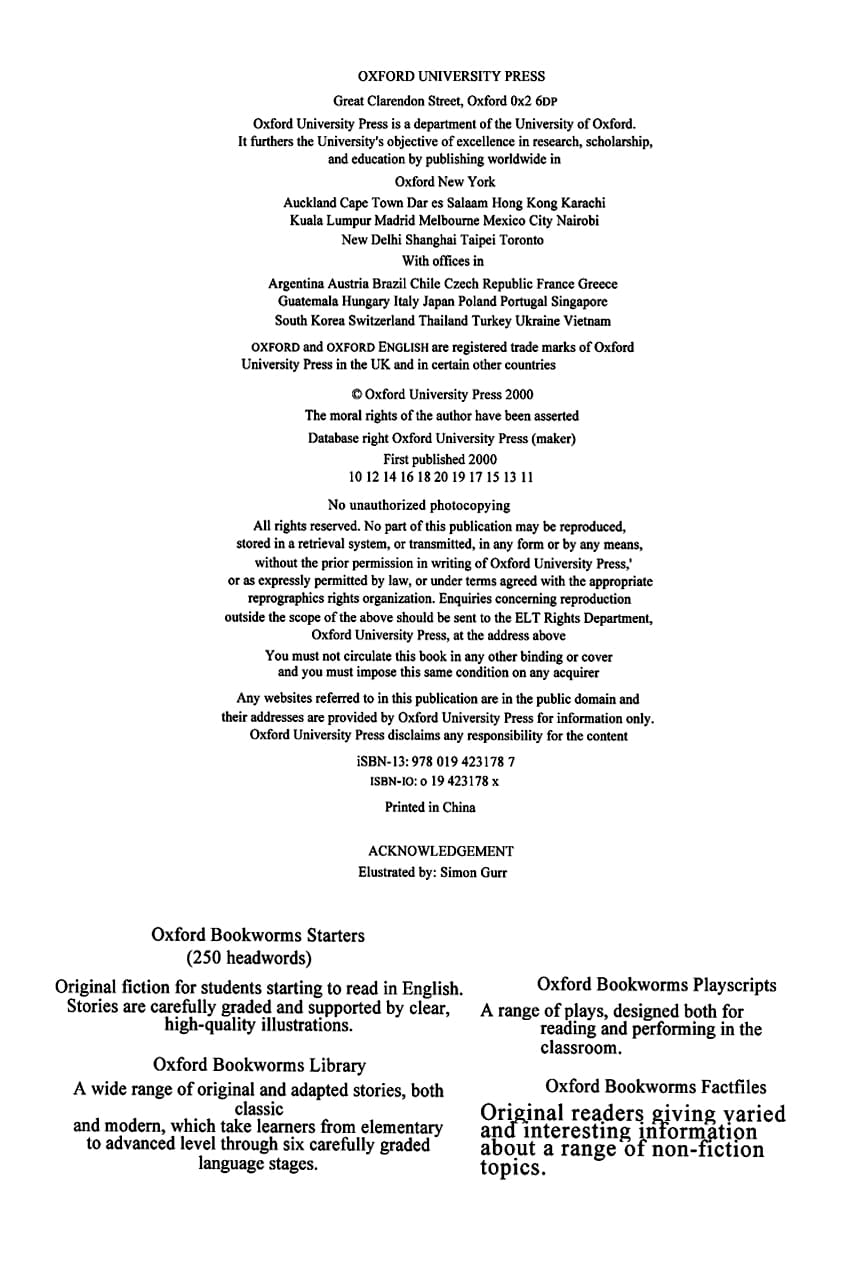 OXFORD UNIVERSITY PRESS
Great Clarendon Street, Oxford 0x2 6DP
Oxford University Press is a department of the University of Oxford.
It furthers the University's objective of excellence in research, scholarship,
and education by publishing worldwide in
Oxford New York
Auckland Cape Town Dar es Salaam Hong Kong Karachi
Kuala Lumpur Madrid Melbourne Mexico City Nairobi
New Delhi Shanghai Taipei Toronto
With offices in
Argentina Austria Brazil Chile Czech Republic France Greece
Guatemala Hungary Italy Japan Poland Portugal Singapore
South Korea Switzerland Thailand Turkey Ukraine Vietnam
OXFORD and OXFORD ENGLISH are registered trade marks of Oxford
University Press in the UK and in certain other countries
© Oxford University Press 2000
The moral rights of the author have been asserted
Database right Oxford University Press (maker)
First published 2000
10 12 14 16 18 20 19 17 15 13 11
No unauthorized photocopying
All rights reserved. No part of this publication may be reproduced,
stored in a retrieval system, or transmitted, in any form or by any means,
without the prior permission in writing of Oxford University Press,'
or as expressly permitted by law, or under terms agreed with the appropriate
reprographics rights organization. Enquiries concerning reproduction
outside the scope of the above should be sent to the ELT Rights Department,
Oxford University Press, at the address above
You must not circulate this book in any other binding or cover
and you must impose this same condition on any acquirer
Any websites referred to in this publication are in the public domain and
their addresses are provided by Oxford University Press for information only.
Oxford University Press disclaims any responsibility for the content
iSBN-13: 978 019 423178 7
ISBN-IO: o 19 423178 x
Printed in China
ACKNOWLEDGEMENT
Elustrated by: Simon Gurr
Oxford Bookworms Starters
(250 headwords)
Original fiction for students starting to read in English.
Stories are carefully graded and supported by clear,
high-quality illustrations.
Oxford Bookworms Library
A wide range of original and adapted stories, both
classic
and modern, which take learners from elementary
to advanced level through six carefully graded
language stages.
Oxford Bookworms Playscripts
A range of plays, designed both for
reading and performing in the
classroom.
Oxford Bookworms Factfiles
Original readers giving varied
and interesting information
about a range of non-fiction
topics.